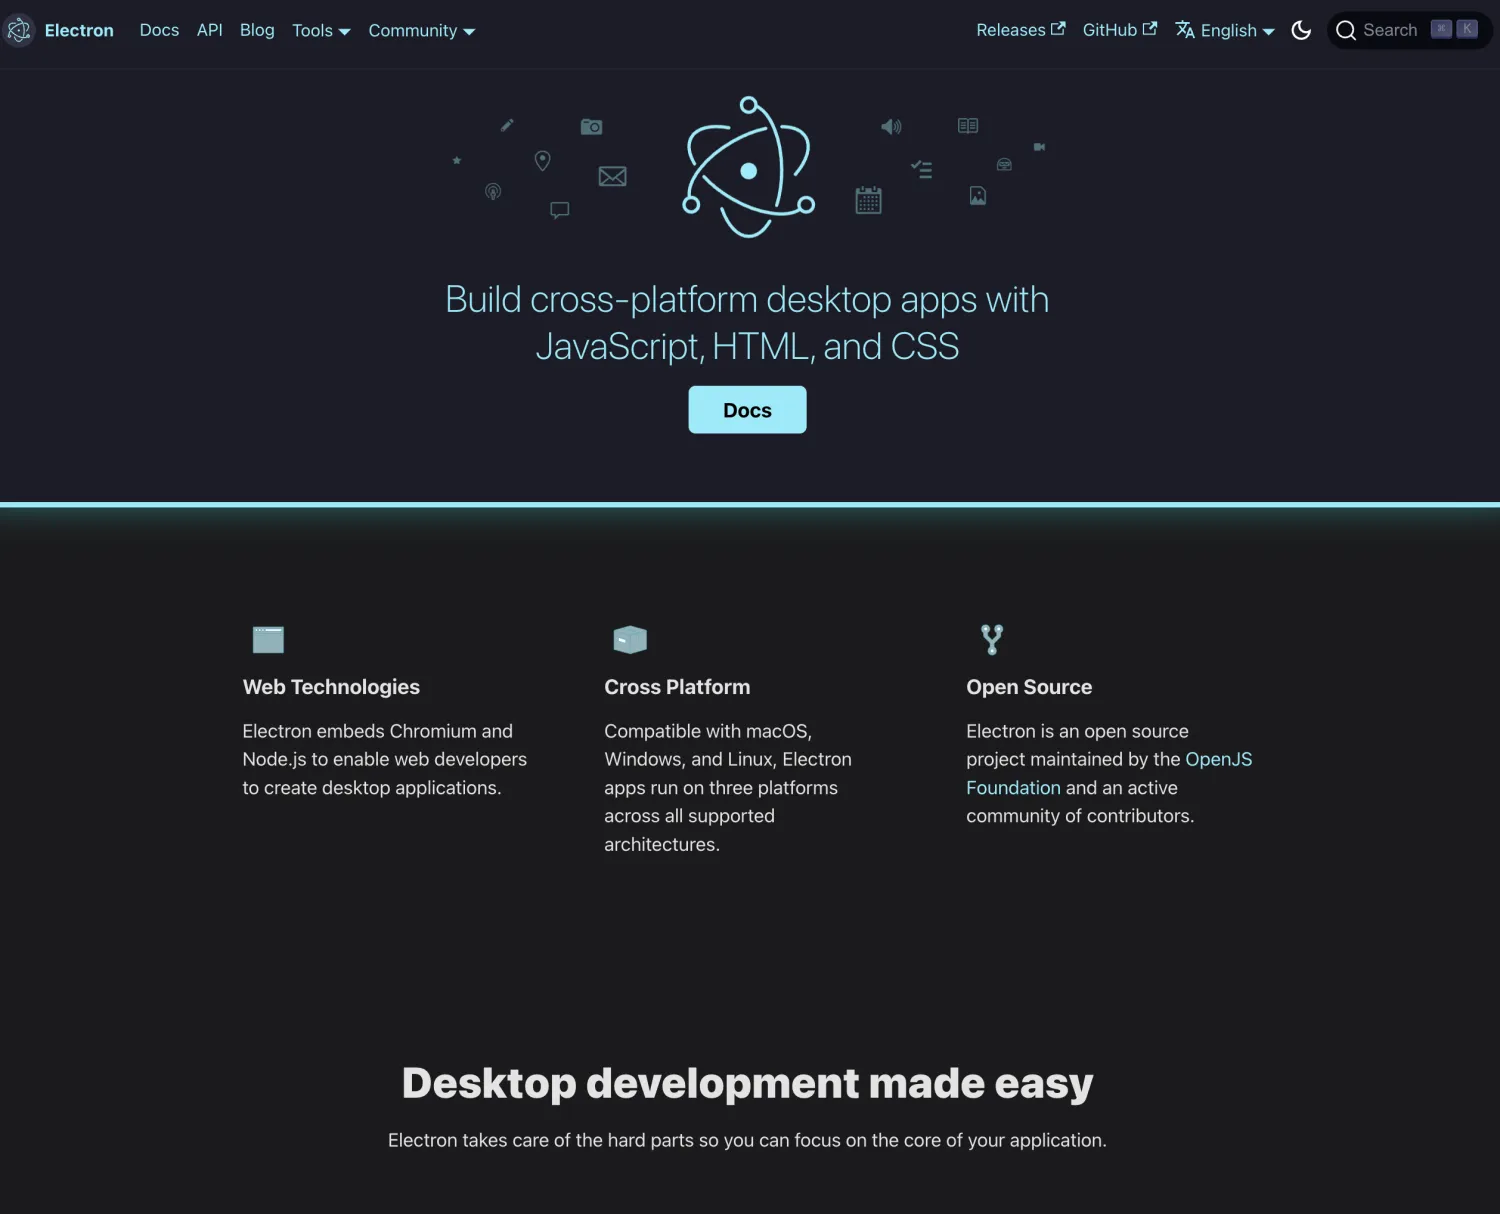 Electron Docs API Blog Tools Community Releases GitHub English Search ⌘ K
Build cross-platform desktop apps with
JavaScript, HTML, and CSS
Docs
Web Technologies
Electron embeds Chromium and
Node.js to enable web developers
to create desktop applications.
Cross Platform
Compatible with macOS,
Windows, and Linux, Electron
apps run on three platforms
across all supported
architectures.
Open Source
Electron is an open source
project maintained by the OpenJS
Foundation and an active
community of contributors.
Desktop development made easy
Electron takes care of the hard parts so you can focus on the core of your application.